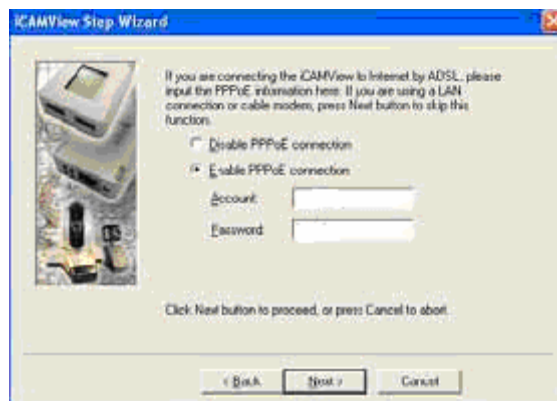 iCAMView Step Wizard
If you are connecting the iCAMView to Internet by ADSL, please
input the PPPoE information here. If you are using a LAN
connection or cable modem, press Next button to skip this
function.
Disable PPPoE connection
Enable PPPoE connection
Account:
Password:
Click Next button to proceed, or press Cancel to abort.
< Back
Next >
Cancel